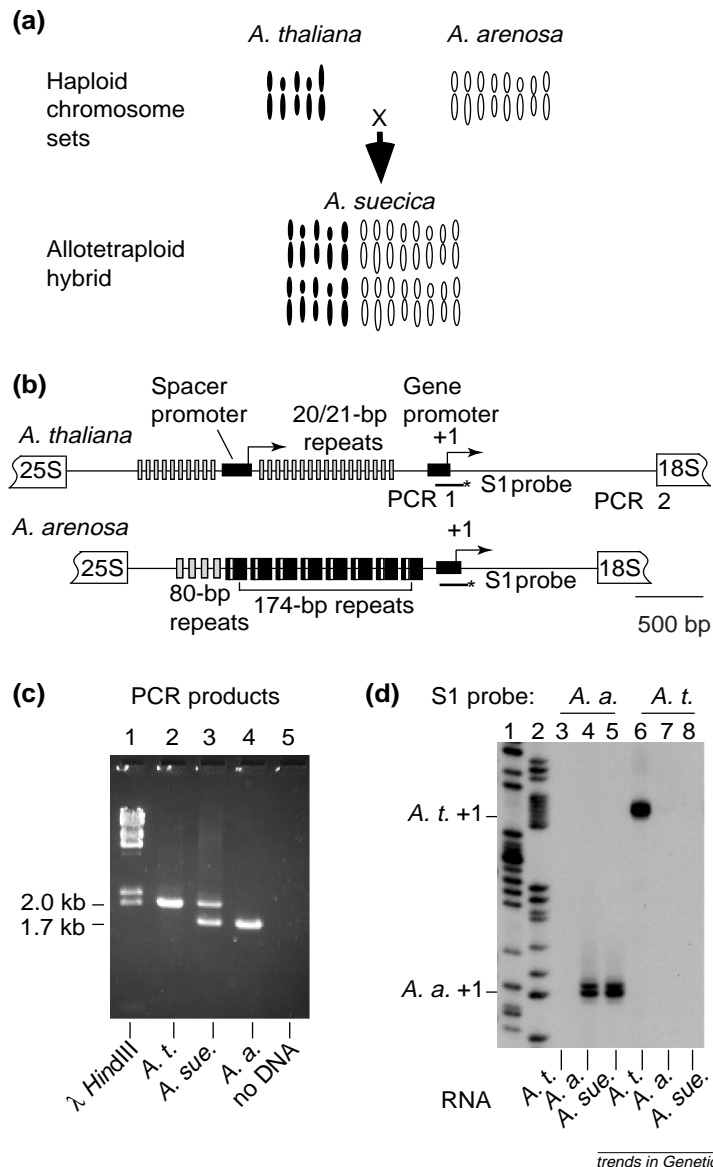 (a)
A. thaliana
A. arenosa
Haploid
chromosome
sets
X
A. suecica
Allotetraploid
hybrid
(b)
Spacer
promoter
Gene
promoter
20/21-bp
repeats
+1
A. thaliana
25S
18S
PCR 1
* S1probe
PCR 2
A. arenosa
+1
25S
18S
* S1probe
80-bp
repeats
174-bp repeats
500 bp
(c)
PCR products
1 2 3 4 5
2.0 kb
1.7 kb
λ HindIII
A. t.
A. sue.
A. a.
no DNA
(d)
S1 probe:
A. a.
A. t.
1 2 3 4 5 6 7 8
A. t. +1
A. a. +1
RNA
A. t.
A. a.
A. sue.
A. t.
A. a.
A. sue.
trends in Genetic